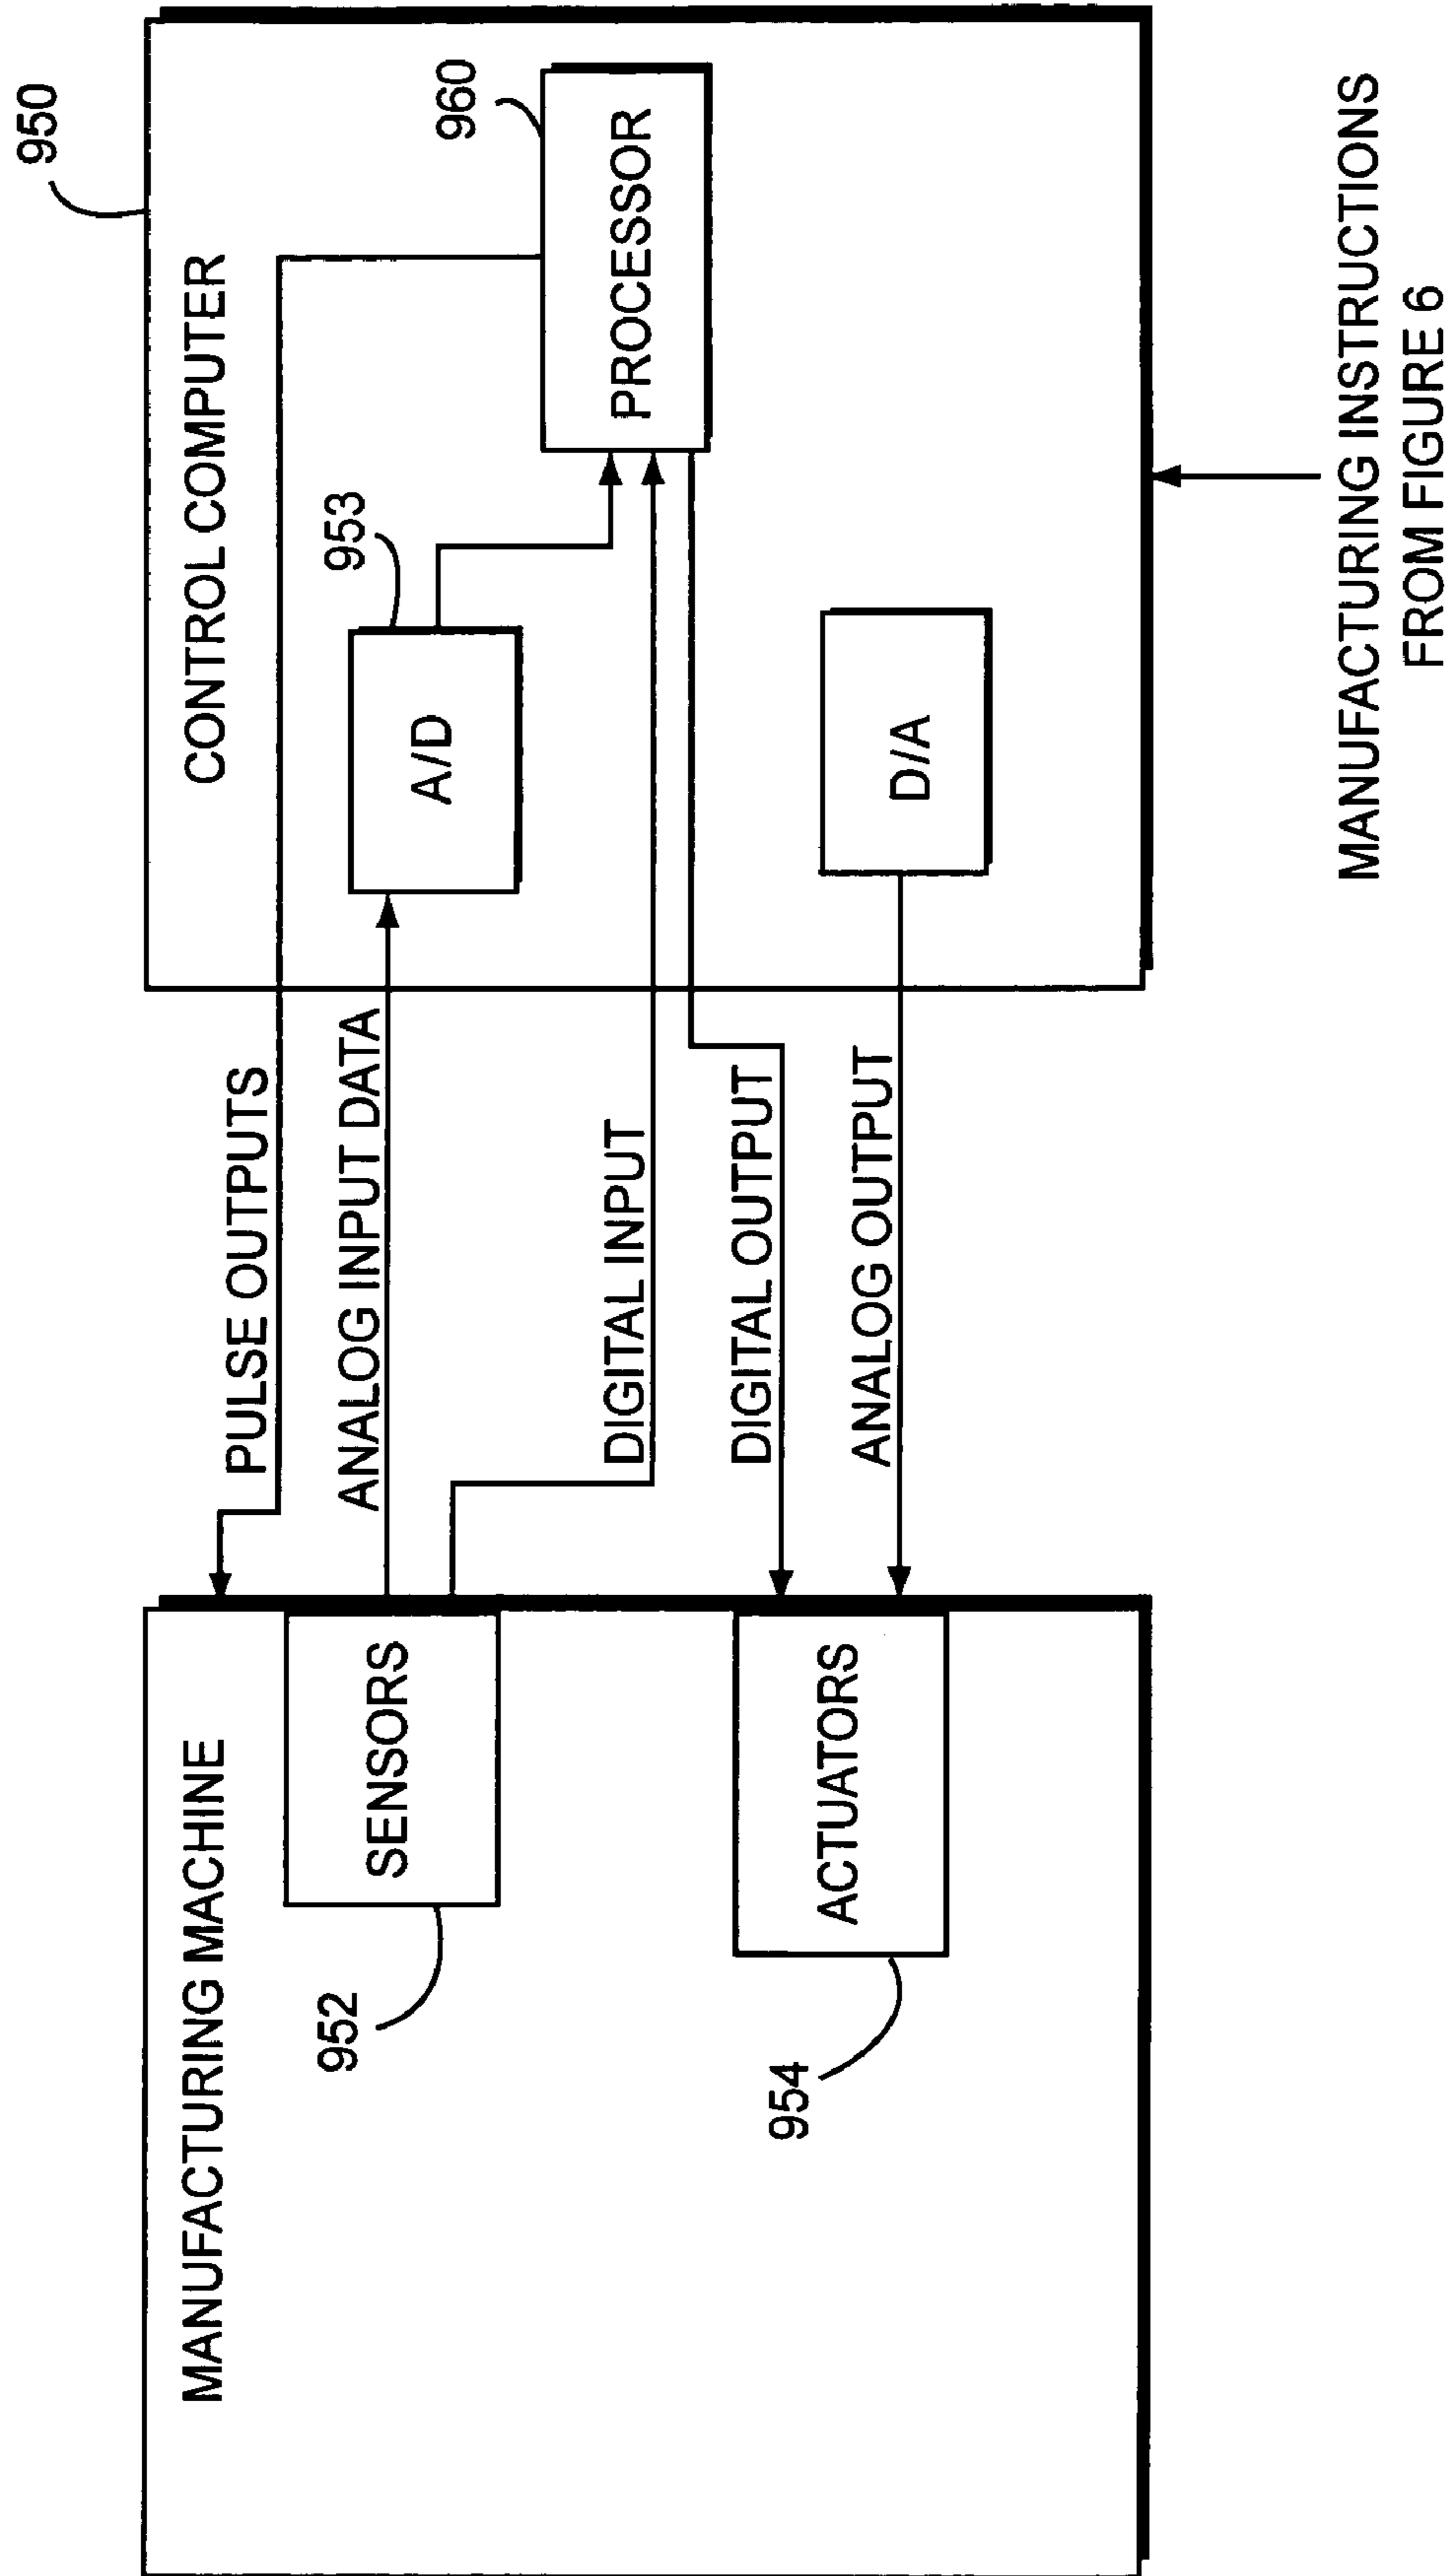 950
MANUFACTURING MACHINE
CONTROL COMPUTER
PULSE OUTPUTS
960
953
ANALOG INPUT DATA
952
SENSORS
A/D
PROCESSOR
DIGITAL INPUT
DIGITAL OUTPUT
954
ACTUATORS
ANALOG OUTPUT
D/A
MANUFACTURING INSTRUCTIONS
FROM FIGURE 6